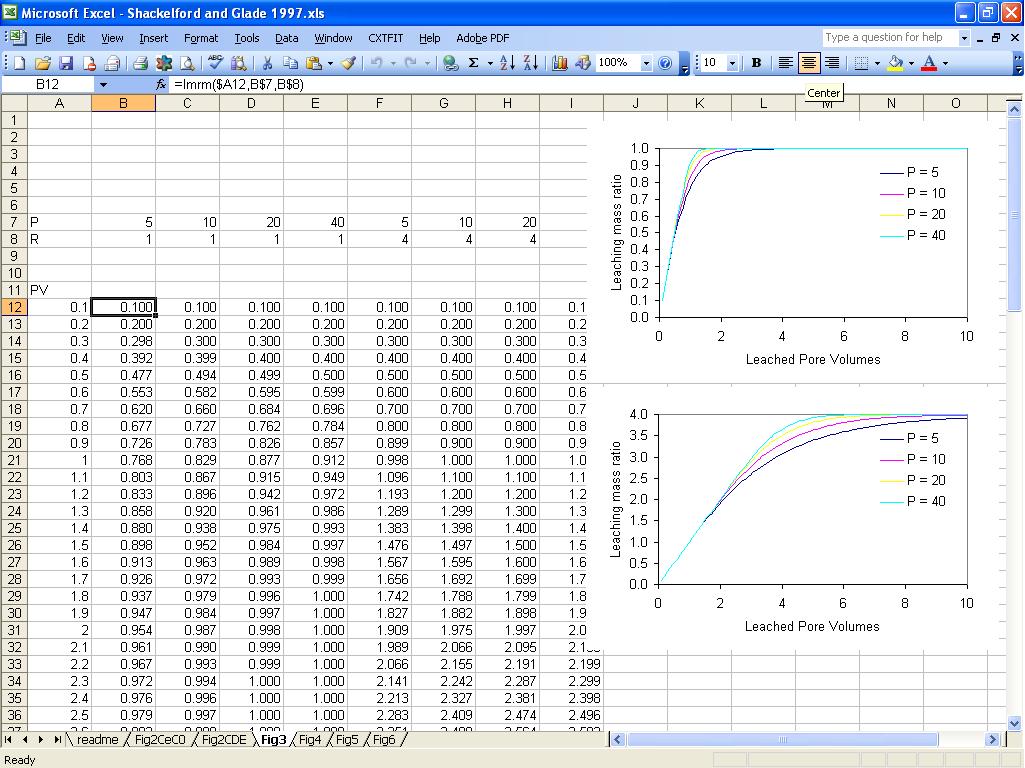 Microsoft Excel - Shackelford and Glade 1997.xls
File Edit View Insert Format Tools Data Window CXTFIT Help Adobe PDF Type a question for help
100% 10 B
B12 fx =lmrm($A12,B$7,B$8)
Center
A B C D E F G H I J K L M N O
1
2
3
4
5
6
7 P 5 10 20 40 5 10 20
8 R 1 1 1 1 4 4 4
9
10
11 PV
12 0.1 0.100 0.100 0.100 0.100 0.100 0.100 0.100 0.1
13 0.2 0.200 0.200 0.200 0.200 0.200 0.200 0.200 0.2
14 0.3 0.298 0.300 0.300 0.300 0.300 0.300 0.300 0.3
15 0.4 0.392 0.399 0.400 0.400 0.400 0.400 0.400 0.4
16 0.5 0.477 0.494 0.499 0.500 0.500 0.500 0.500 0.5
17 0.6 0.553 0.582 0.595 0.599 0.600 0.600 0.600 0.6
18 0.7 0.620 0.660 0.684 0.696 0.700 0.700 0.700 0.7
19 0.8 0.677 0.727 0.762 0.784 0.800 0.800 0.800 0.8
20 0.9 0.726 0.783 0.826 0.857 0.899 0.900 0.900 0.9
21 1 0.768 0.829 0.877 0.912 0.998 1.000 1.000 1.0
22 1.1 0.803 0.867 0.915 0.949 1.096 1.100 1.100 1.1
23 1.2 0.833 0.896 0.942 0.972 1.193 1.200 1.200 1.2
24 1.3 0.858 0.920 0.961 0.986 1.289 1.299 1.300 1.3
25 1.4 0.880 0.938 0.975 0.993 1.383 1.398 1.400 1.4
26 1.5 0.898 0.952 0.984 0.997 1.476 1.497 1.500 1.5
27 1.6 0.913 0.963 0.989 0.998 1.567 1.595 1.600 1.6
28 1.7 0.926 0.972 0.993 0.999 1.656 1.692 1.699 1.7
29 1.8 0.937 0.979 0.996 1.000 1.742 1.788 1.799 1.8
30 1.9 0.947 0.984 0.997 1.000 1.827 1.882 1.898 1.9
31 2 0.954 0.987 0.998 1.000 1.909 1.975 1.997 2.0
32 2.1 0.961 0.990 0.999 1.000 1.989 2.066 2.095
33 2.2 0.967 0.993 0.999 1.000 2.066 2.155 2.191 2.199
34 2.3 0.972 0.994 1.000 1.000 2.141 2.242 2.287 2.299
35 2.4 0.976 0.996 1.000 1.000 2.213 2.327 2.381 2.398
36 2.5 0.979 0.997 1.000 1.000 2.283 2.409 2.474 2.496
Leaching mass ratio
1.0
0.9
0.8
0.7
0.6
0.5
0.4
0.3
0.2
0.1
0.0
0 2 4 6 8 10
Leached Pore Volumes
P = 5
P = 10
P = 20
P = 40
Leaching mass ratio
4.0
3.5
3.0
2.5
2.0
1.5
1.0
0.5
0.0
0 2 4 6 8 10
Leached Pore Volumes
P = 5
P = 10
P = 20
P = 40
readme Fig2CeC0 Fig2CDE Fig3 Fig4 Fig5 Fig6
Ready